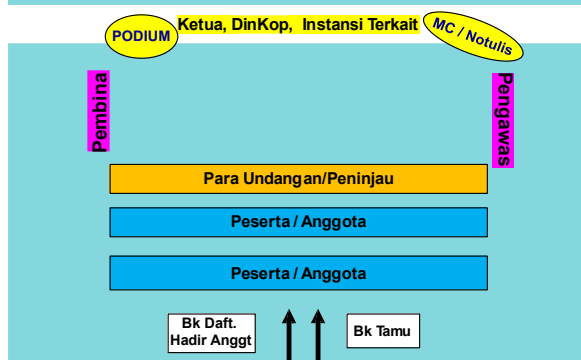 PODIUM
Ketua, DinKop, Instansi Terkait
MC / Notulis
Pembina
Pengawas
Para Undangan/Peninjau
Peserta / Anggota
Peserta / Anggota
Bk Daft.
Hadir Anggt
Bk Tamu